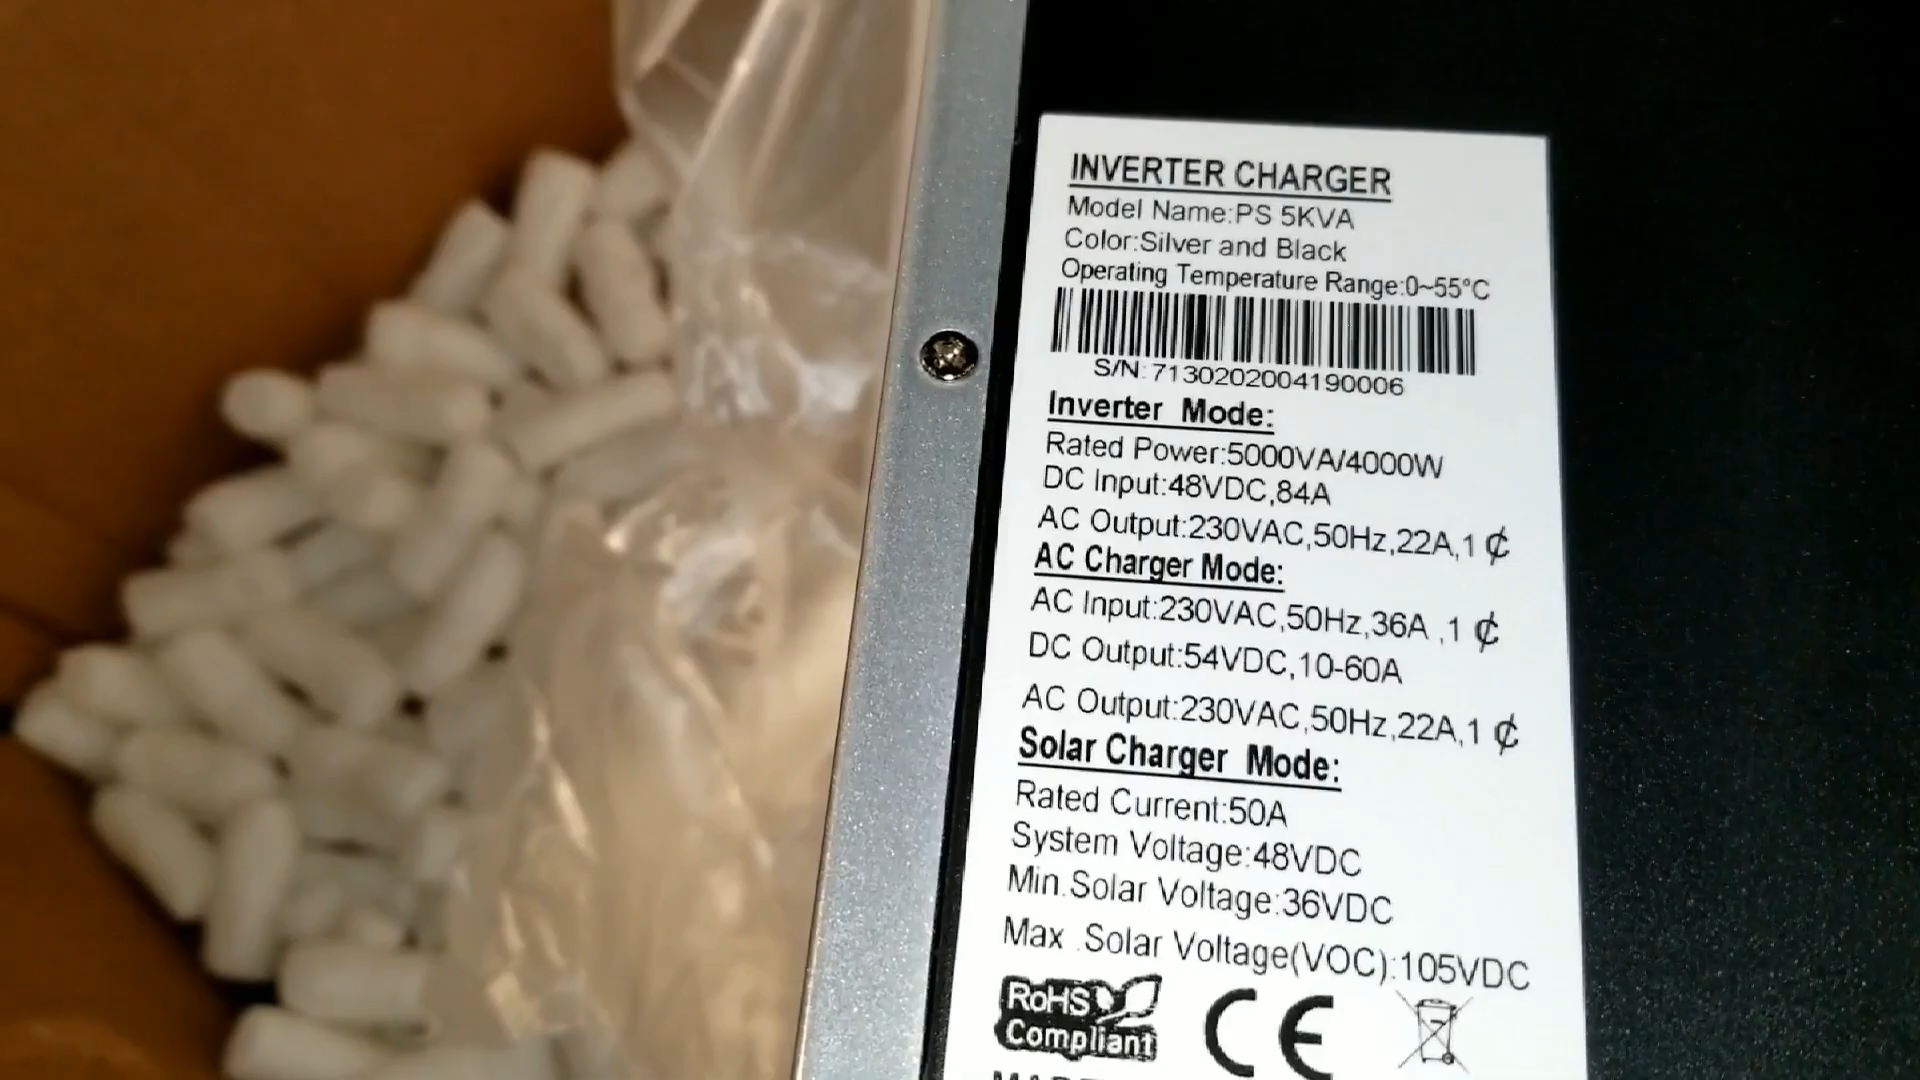 INVERTER CHARGER
Model Name:PS 5KVA
Color:Silver and Black
Operating Temperature Range:0~55°C
S/N:7130202004190006
Inverter Mode:
Rated Power:5000VA/4000W
DC Input:48VDC,84A
AC Output:230VAC,50Hz,22A,1 ₵
AC Charger Mode:
AC Input:230VAC,50Hz,36A ,1 ₵
DC Output:54VDC,10-60A
AC Output:230VAC,50Hz,22A,1 ₵
Solar Charger Mode:
Rated Current:50A
System Voltage:48VDC
Min.Solar Voltage:36VDC
Max .Solar Voltage(VOC):105VDC
RoHS
Compliant
CE